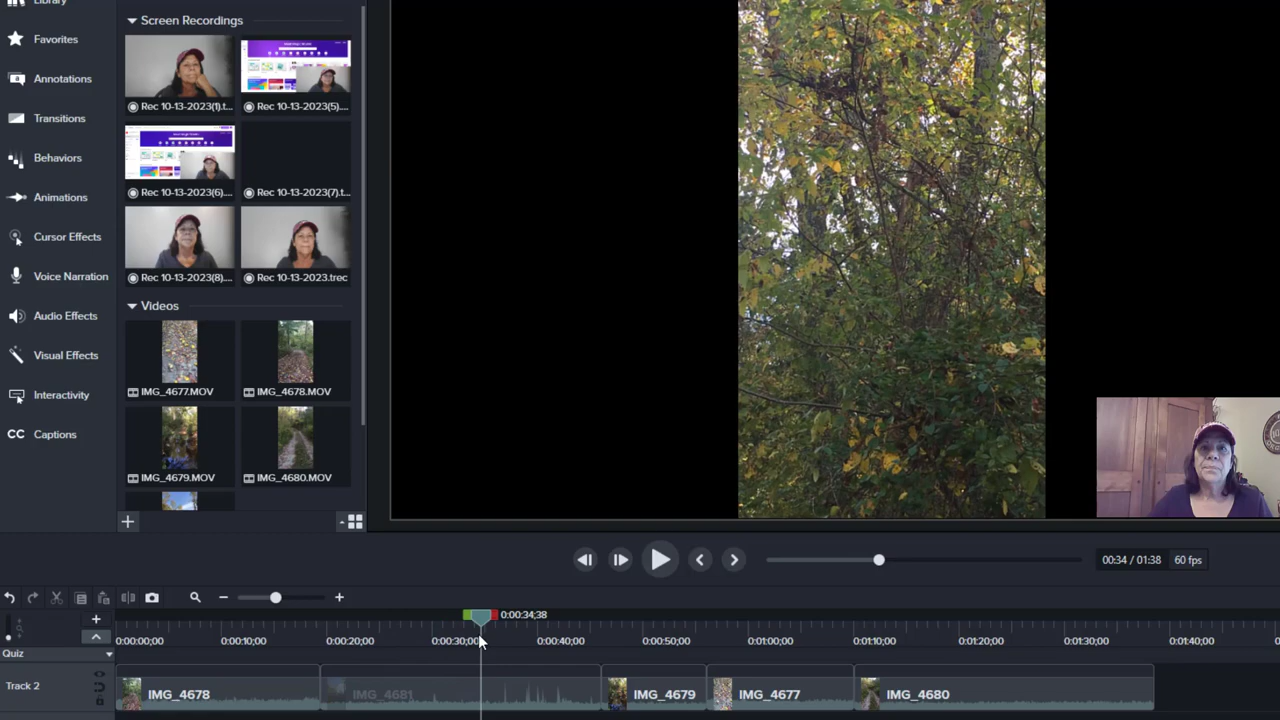 Library
Screen Recordings
Favorites
Annotations
Rec 10-13-2023(1).t...
Rec 10-13-2023(5)....
Transitions
Behaviors
Rec 10-13-2023(6)....
Rec 10-13-2023(7).t...
Animations
Cursor Effects
Voice Narration
Rec 10-13-2023(8)....
Rec 10-13-2023.trec
Videos
Audio Effects
Visual Effects
Interactivity
IMG_4677.MOV
IMG_4678.MOV
CC Captions
IMG_4679.MOV
IMG_4680.MOV
00:34 / 01:38
60 fps
0:00:34;38
0:00:00;00
0:00:10;00
0:00:20;00
0:00:30;00
0:00:40;00
0:00:50;00
0:01:00;00
0:01:10;00
0:01:20;00
0:01:30;00
0:01:40;00
Quiz
Track 2
IMG_4678
IMG_4681
IMG_4679
IMG_4677
IMG_4680